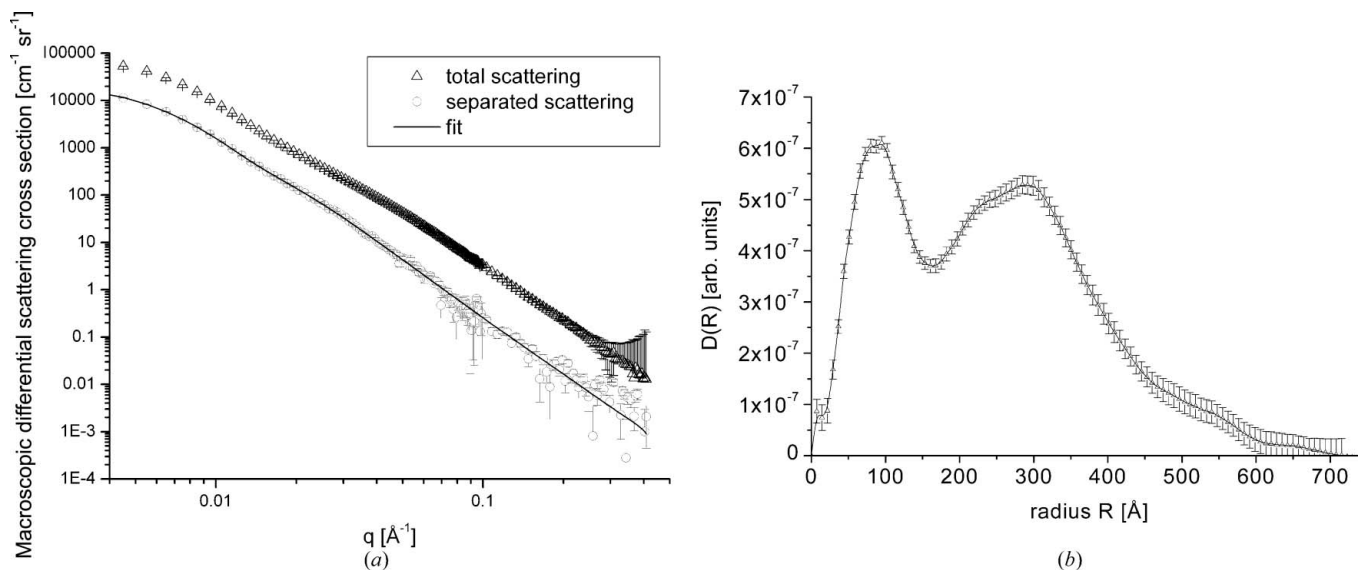 Macroscopic differential scattering cross section [cm⁻¹ sr⁻¹]
100000
10000
1000
100
10
1
0.1
0.01
1E-3
1E-4
total scattering
separated scattering
fit
0.01
0.1
q [Å⁻¹]
(a)
D(R) [arb. units]
7x10⁻⁷
6x10⁻⁷
5x10⁻⁷
4x10⁻⁷
3x10⁻⁷
2x10⁻⁷
1x10⁻⁷
0
0 100 200 300 400 500 600 700
radius R [Å]
(b)